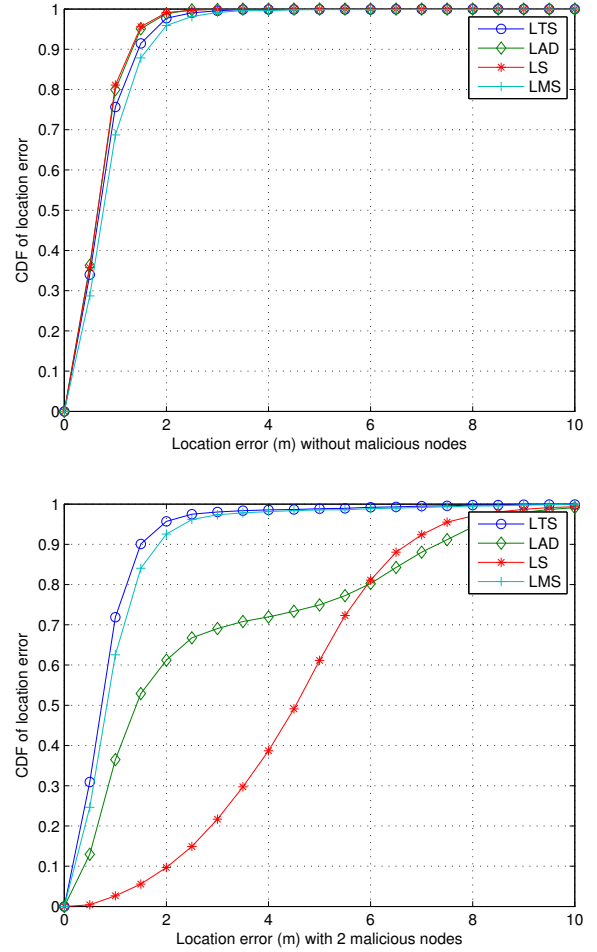 1
0.9
0.8
0.7
0.6
0.5
0.4
0.3
0.2
0.1
0
CDF of location error
LTS
LAD
LS
LMS
0 2 4 6 8 10
Location error (m) without malicious nodes
1
0.9
0.8
0.7
0.6
0.5
0.4
0.3
0.2
0.1
0
CDF of location error
LTS
LAD
LS
LMS
0 2 4 6 8 10
Location error (m) with 2 malicious nodes